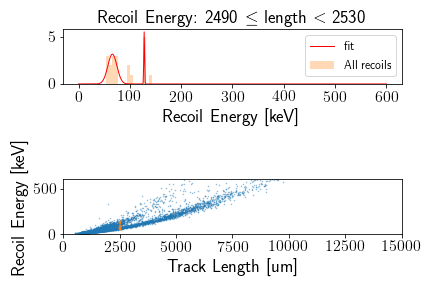 Recoil Energy: 2490 ≤ length < 2530
5
0
fit
All recoils
0 100 200 300 400 500 600
Recoil Energy [keV]
Recoil Energy [keV]
500
0
0 2500 5000 7500 10000 12500 15000
Track Length [um]